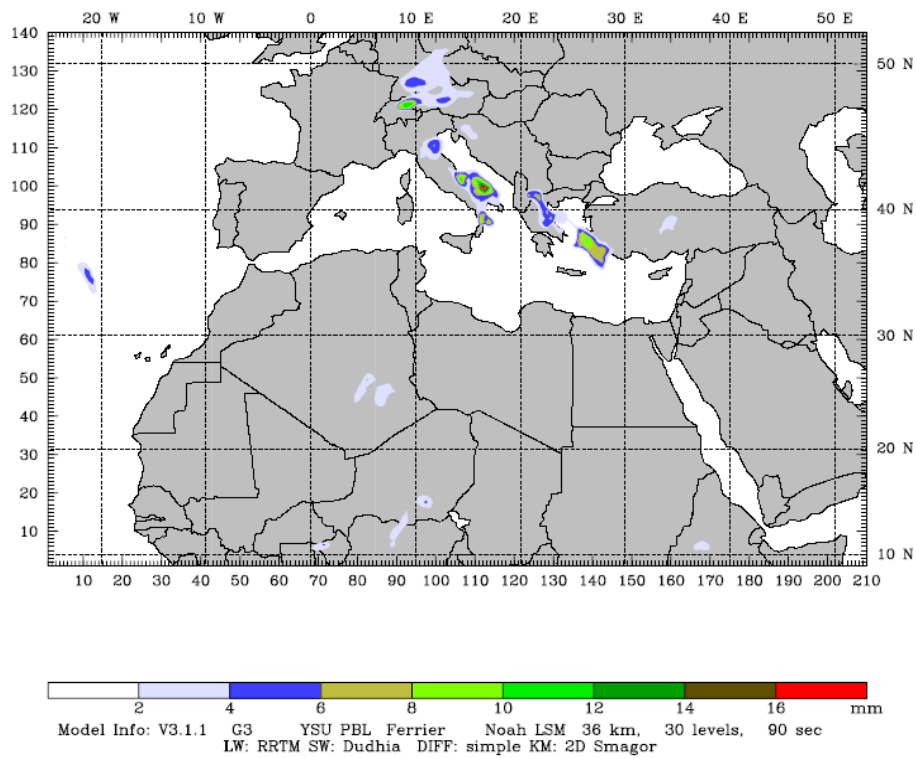 20 W 10 W 0 10 E 20 E 30 E 40 E 50 E
140
130 50 N
120
110
100
90 40 N
80
70
60 30 N
50
40
30 20 N
20
10 10 N
10 20 30 40 50 60 70 80 90 100 110 120 130 140 150 160 170 180 190 200 210
2 4 6 8 10 12 14 16 mm
Model Info: V3.1.1 G3 YSU PBL Ferrier Noah LSM 36 km, 30 levels, 90 sec
LW: RRTM SW: Dudhia DIFF: simple KM: 2D Smagor